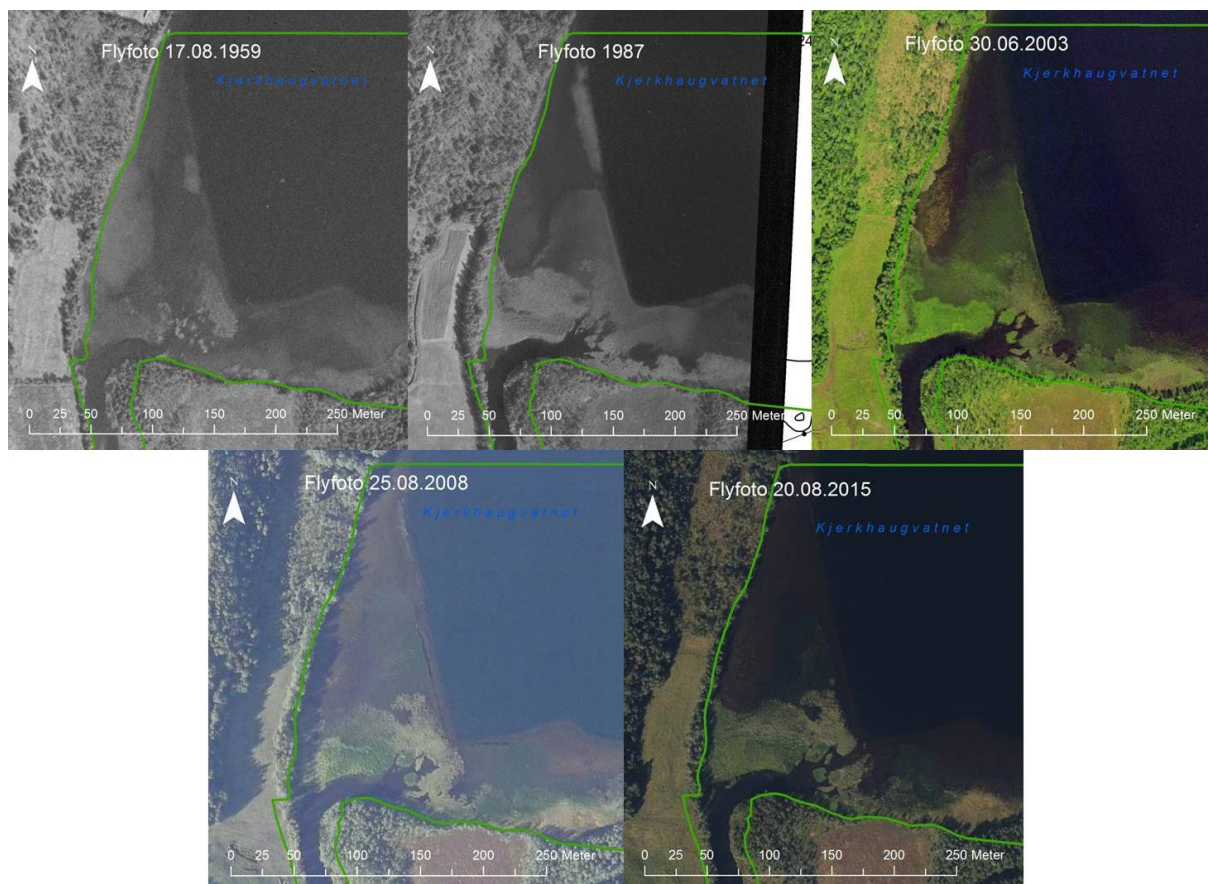 N
Flyfoto 17.08.1959
Kjerkhaugvatnet
0 25 50 100 150 200 250 Meter
N
Flyfoto 1987
24
Kjerkhaugvatnet
0 25 50 100 150 200 250 Meter
N
Flyfoto 30.06.2003
Kjerkhaugvatnet
0 25 50 100 150 200 250 Meter
N
Flyfoto 25.08.2008
Kjerkhaugvatnet
0 25 50 100 150 200 250 Meter
N
Flyfoto 20.08.2015
Kjerkhaugvatnet
0 25 50 100 150 200 250 Meter